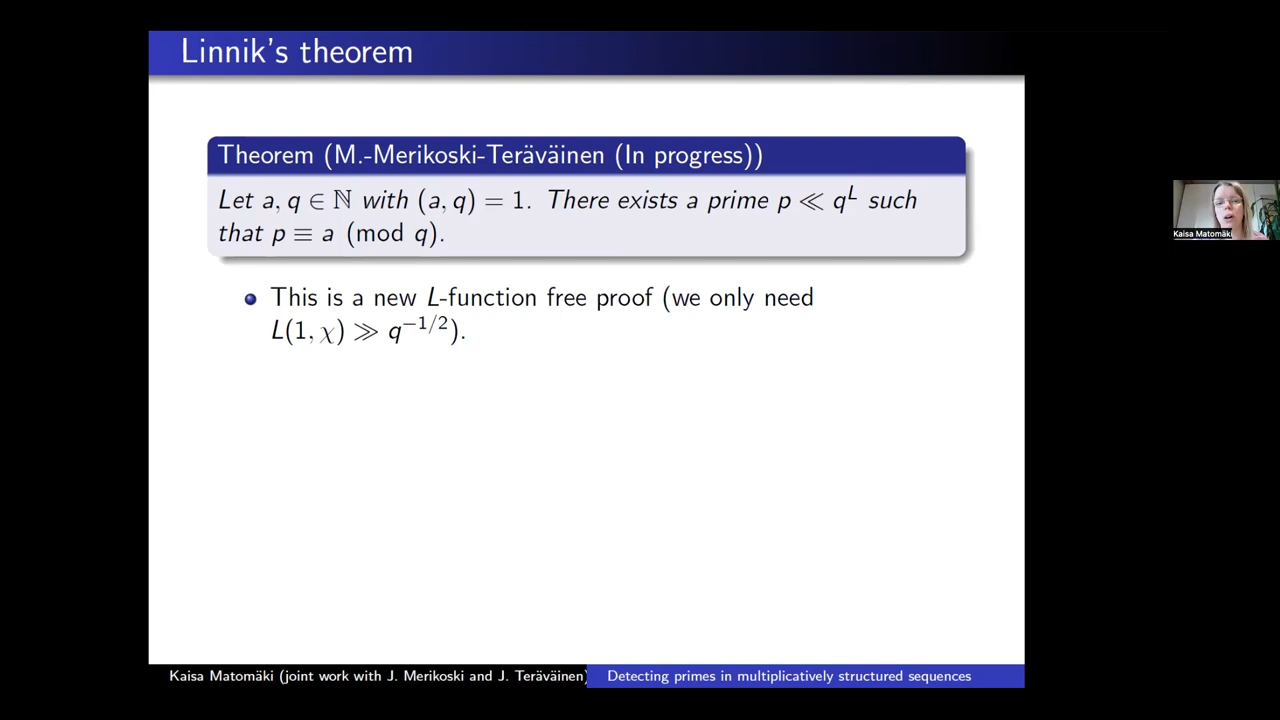 Linnik's theorem
Theorem (M.-Merikoski-Teräväinen (In progress))
Let a, q ∈ ℕ with (a, q) = 1. There exists a prime p ≪ q^L such
that p ≡ a (mod q).
This is a new L-function free proof (we only need
L(1, χ) ≫ q^{-1/2}).
Kaisa Matomäki
Kaisa Matomäki (joint work with J. Merikoski and J. Teräväinen)
Detecting primes in multiplicatively structured sequences